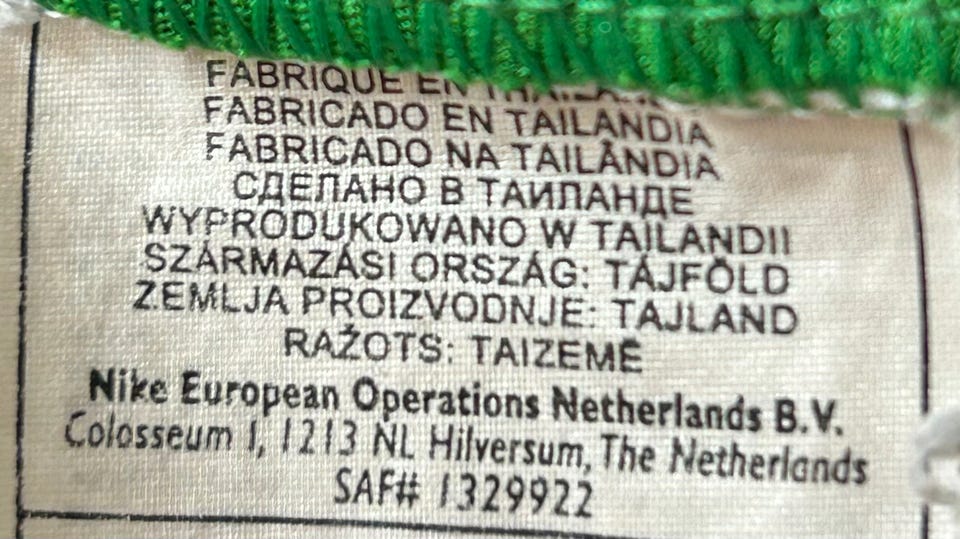 FABRIQUE EN THAILANDE
FABRICADO EN TAILANDIA
FABRICADO NA TAILÂNDIA
СДЕЛАНО В ТАИЛАНДЕ
WYPRODUKOWANO W TAILANDII
SZÁRMAZÁSI ORSZÁG: TÁJFÖLD
ZEMLJA PROIZVODNJE: TAJLAND
RAŽOTS: TAIZEMĒ
Nike European Operations Netherlands B.V.
Colosseum 1, 1213 NL Hilversum, The Netherlands
SAF# 1329922